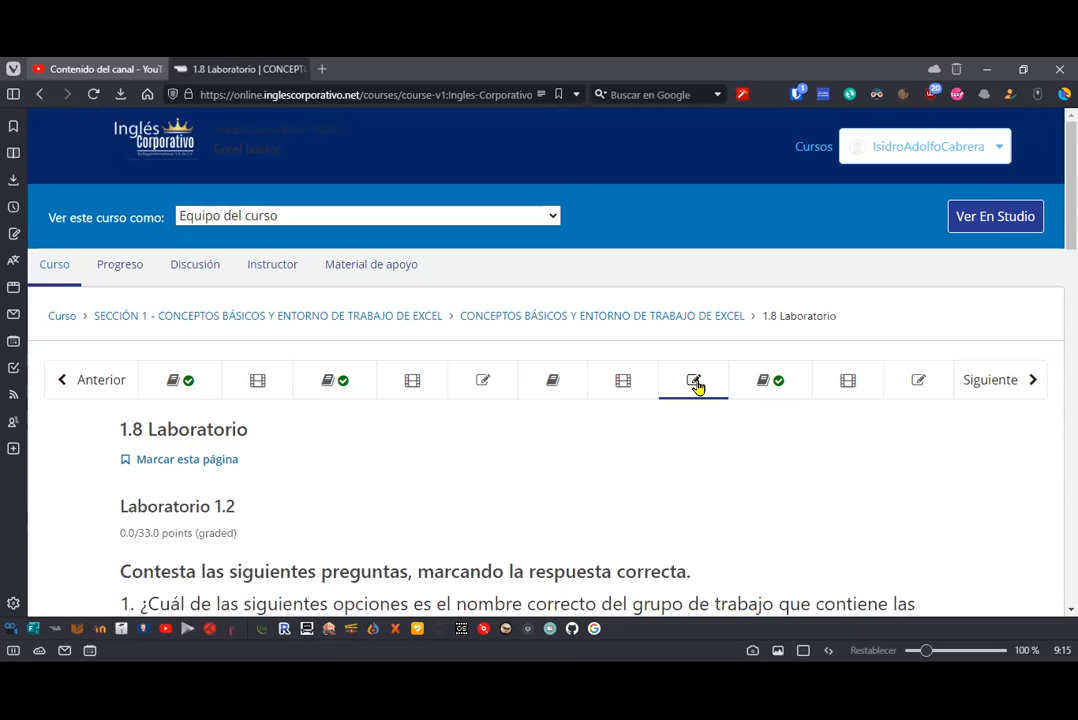 Contenido del canal - YouT
1.8 Laboratorio | CONCEPT
https://online.inglescorporativo.net/courses/course-v1:Ingles-Corporativo
Buscar en Google
1
20
Inglés
Corporativo
Excel básico
Cursos
IsidroAdolfoCabrera
Ver este curso como:
Equipo del curso
Ver En Studio
Curso
Progreso
Discusión
Instructor
Material de apoyo
Curso > SECCIÓN 1 - CONCEPTOS BÁSICOS Y ENTORNO DE TRABAJO DE EXCEL > CONCEPTOS BÁSICOS Y ENTORNO DE TRABAJO DE EXCEL > 1.8 Laboratorio
Anterior
Siguiente
1.8 Laboratorio
Marcar esta página
Laboratorio 1.2
0.0/33.0 points (graded)
Contesta las siguientes preguntas, marcando la respuesta correcta.
1. ¿Cuál de las siguientes opciones es el nombre correcto del grupo de trabajo que contiene las
Restablecer
100 %
9:15